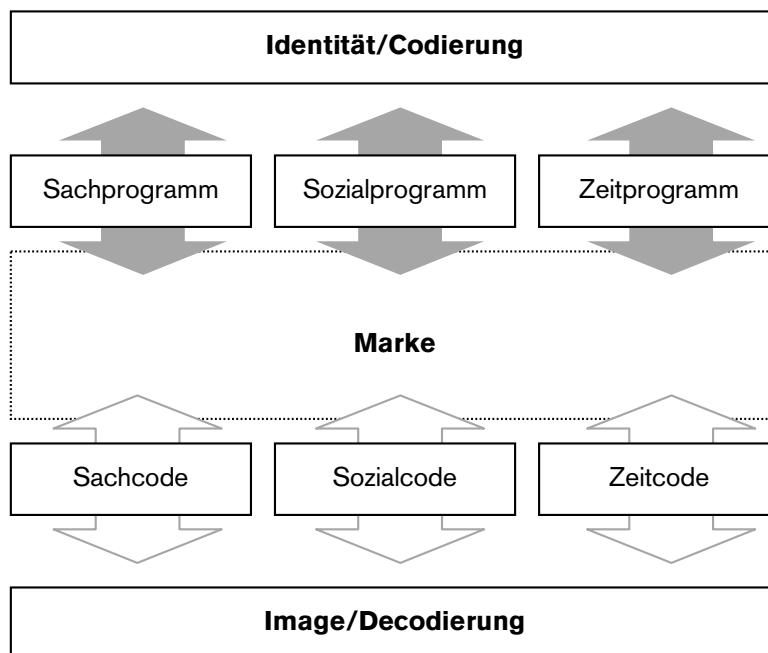 Identität/Codierung
Sachprogramm
Sozialprogramm
Zeitprogramm
Marke
Sachcode
Sozialcode
Zeitcode
Image/Decodierung